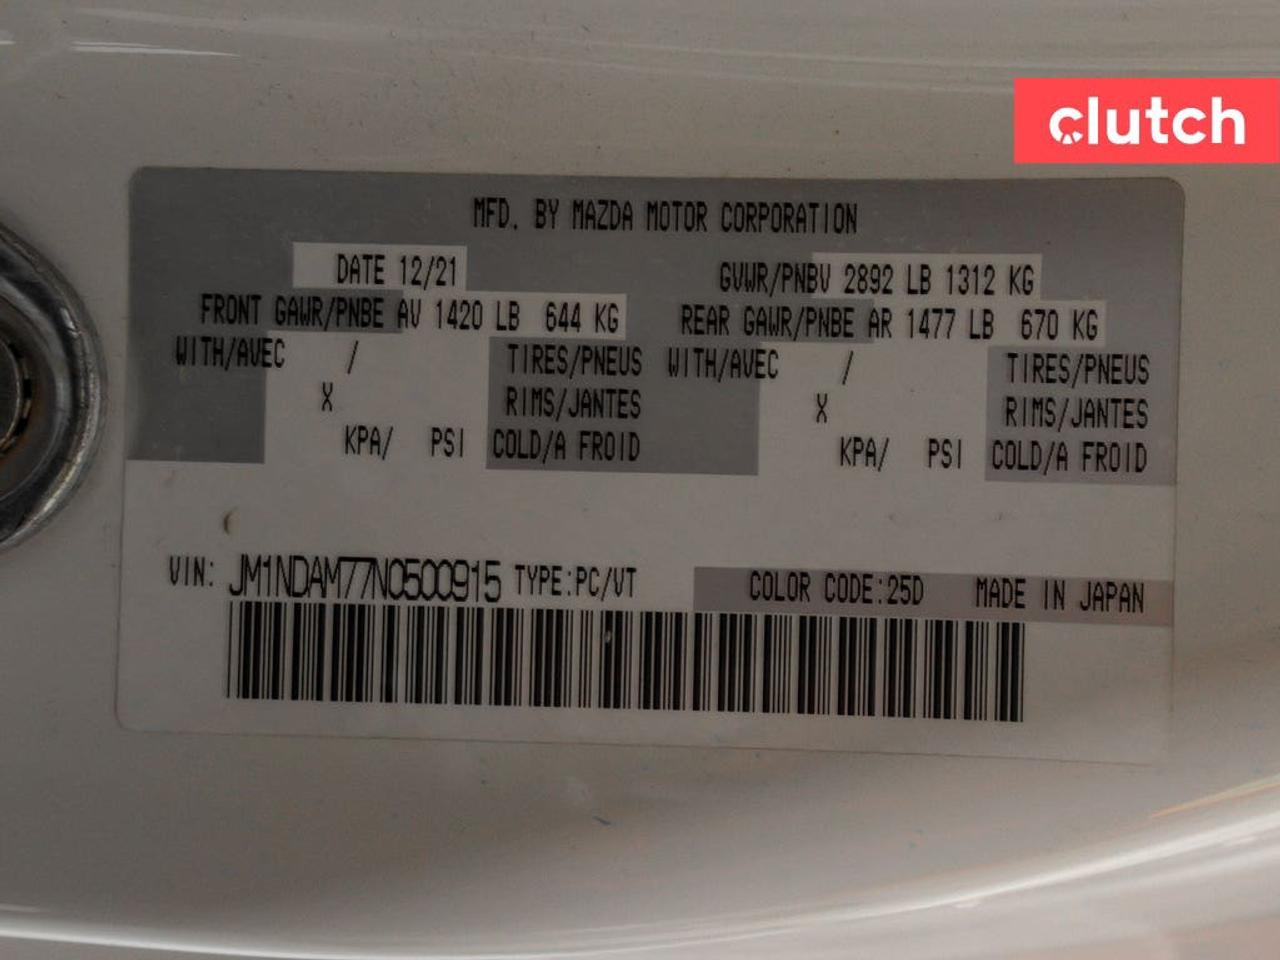 clutch
MFD. BY MAZDA MOTOR CORPORATION
DATE 12/21 GVWR/PNBV 2892 LB 1312 KG
FRONT GAWR/PNBE AV 1420 LB 644 KG REAR GAWR/PNBE AR 1477 LB 670 KG
WITH/AVEC / TIRES/PNEUS WITH/AVEC / TIRES/PNEUS
X RIMS/JANTES X RIMS/JANTES
KPA/ PSI COLD/A FROID KPA/ PSI COLD/A FROID
VIN: JM1NDAM77N0500915 TYPE:PC/VT COLOR CODE:25D MADE IN JAPAN